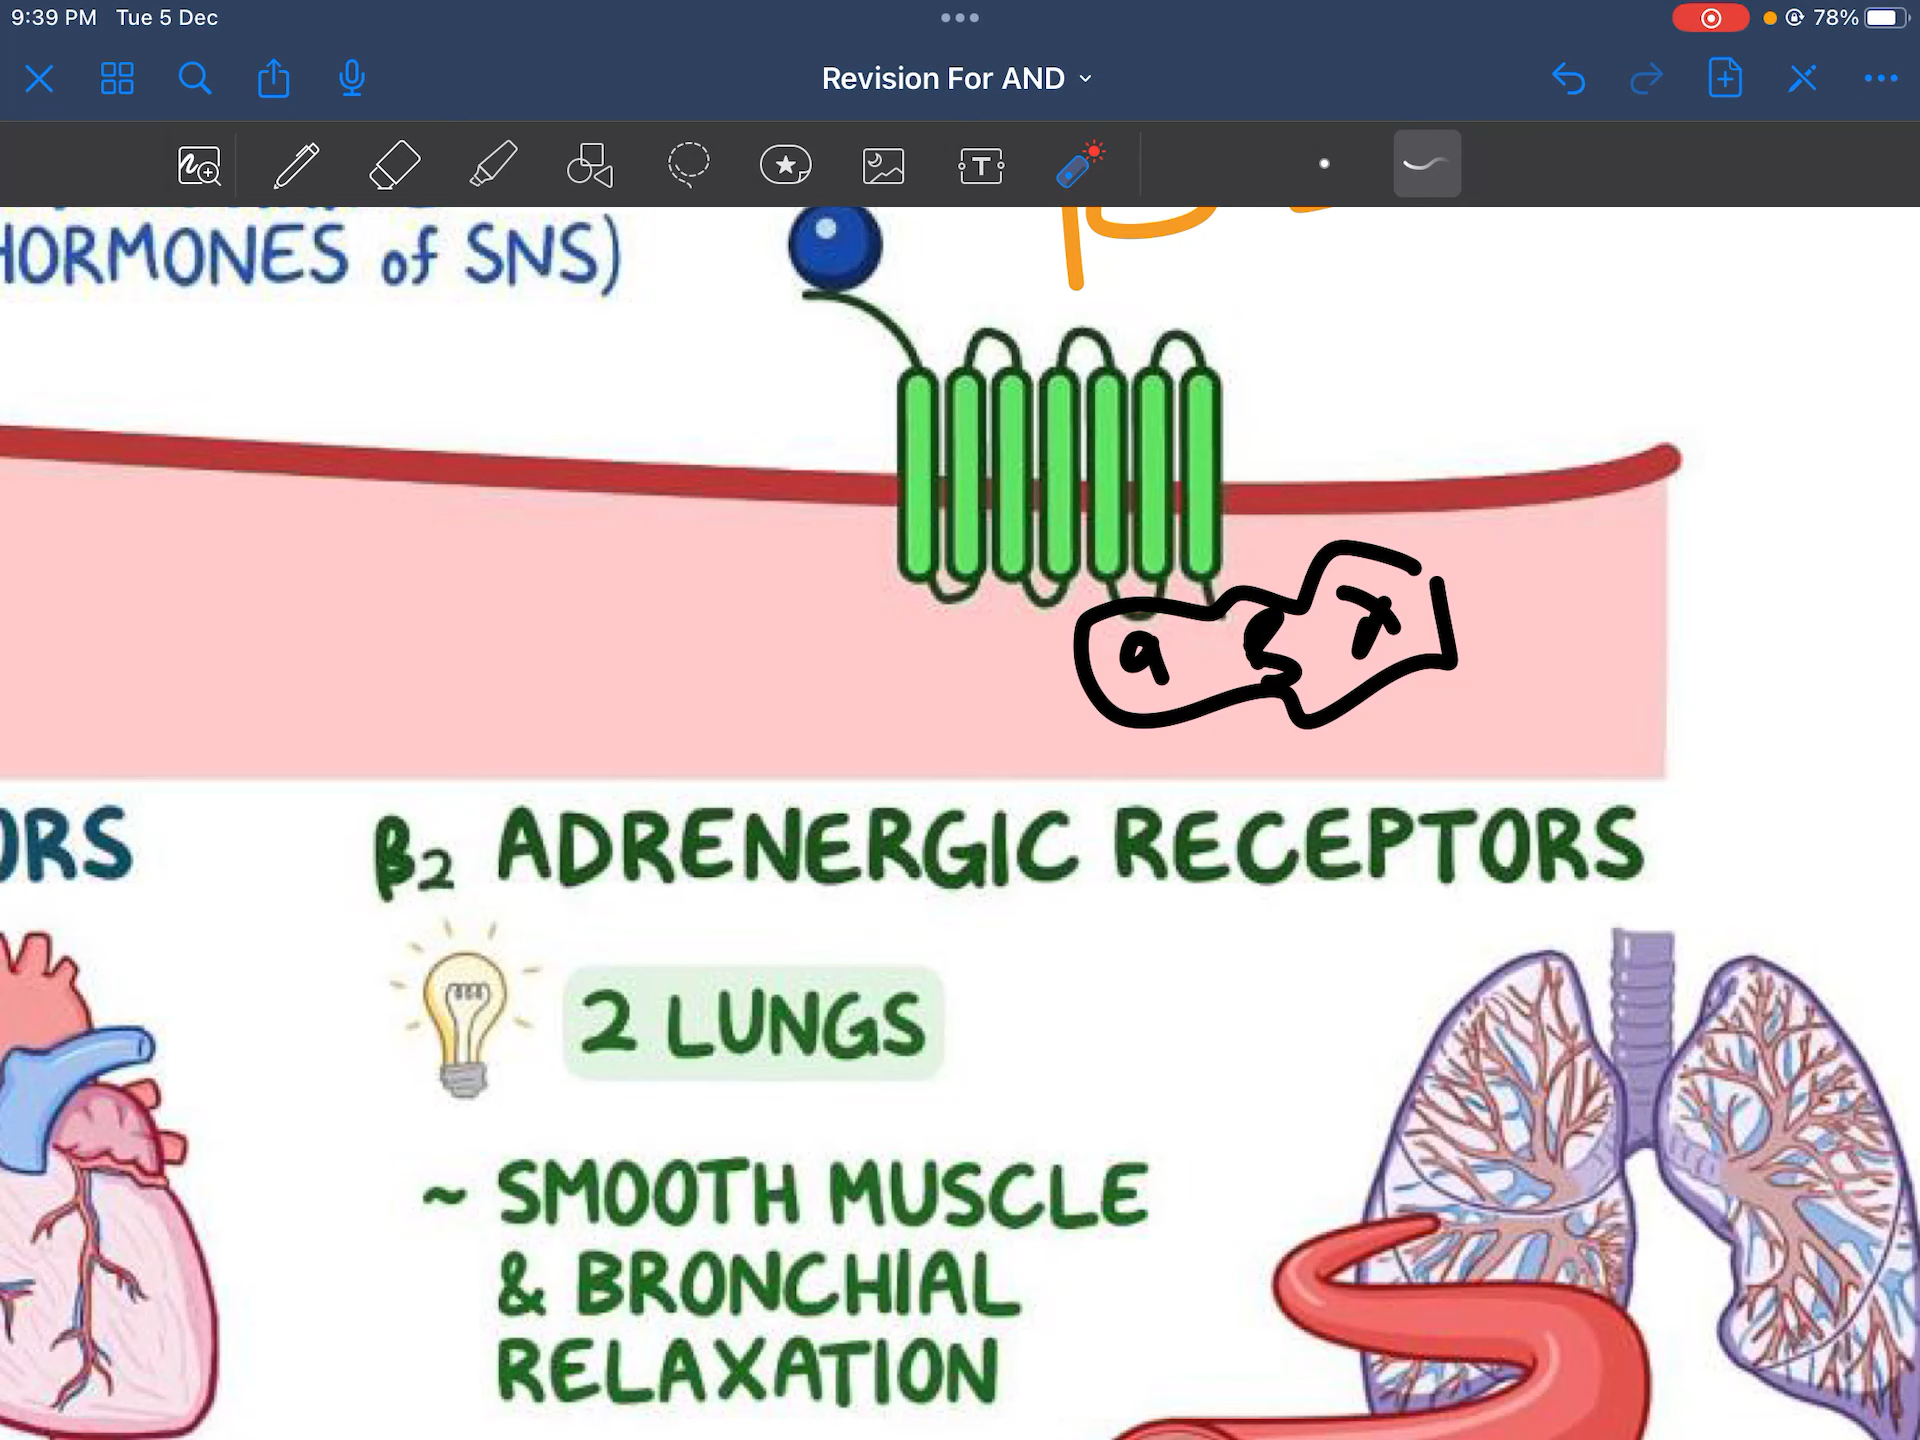 9:39 PM Tue 5 Dec
78%
Revision For AND
T
HORMONES of SNS)
a
ORS
β2 ADRENERGIC RECEPTORS
2 LUNGS
~ SMOOTH MUSCLE
& BRONCHIAL
RELAXATION